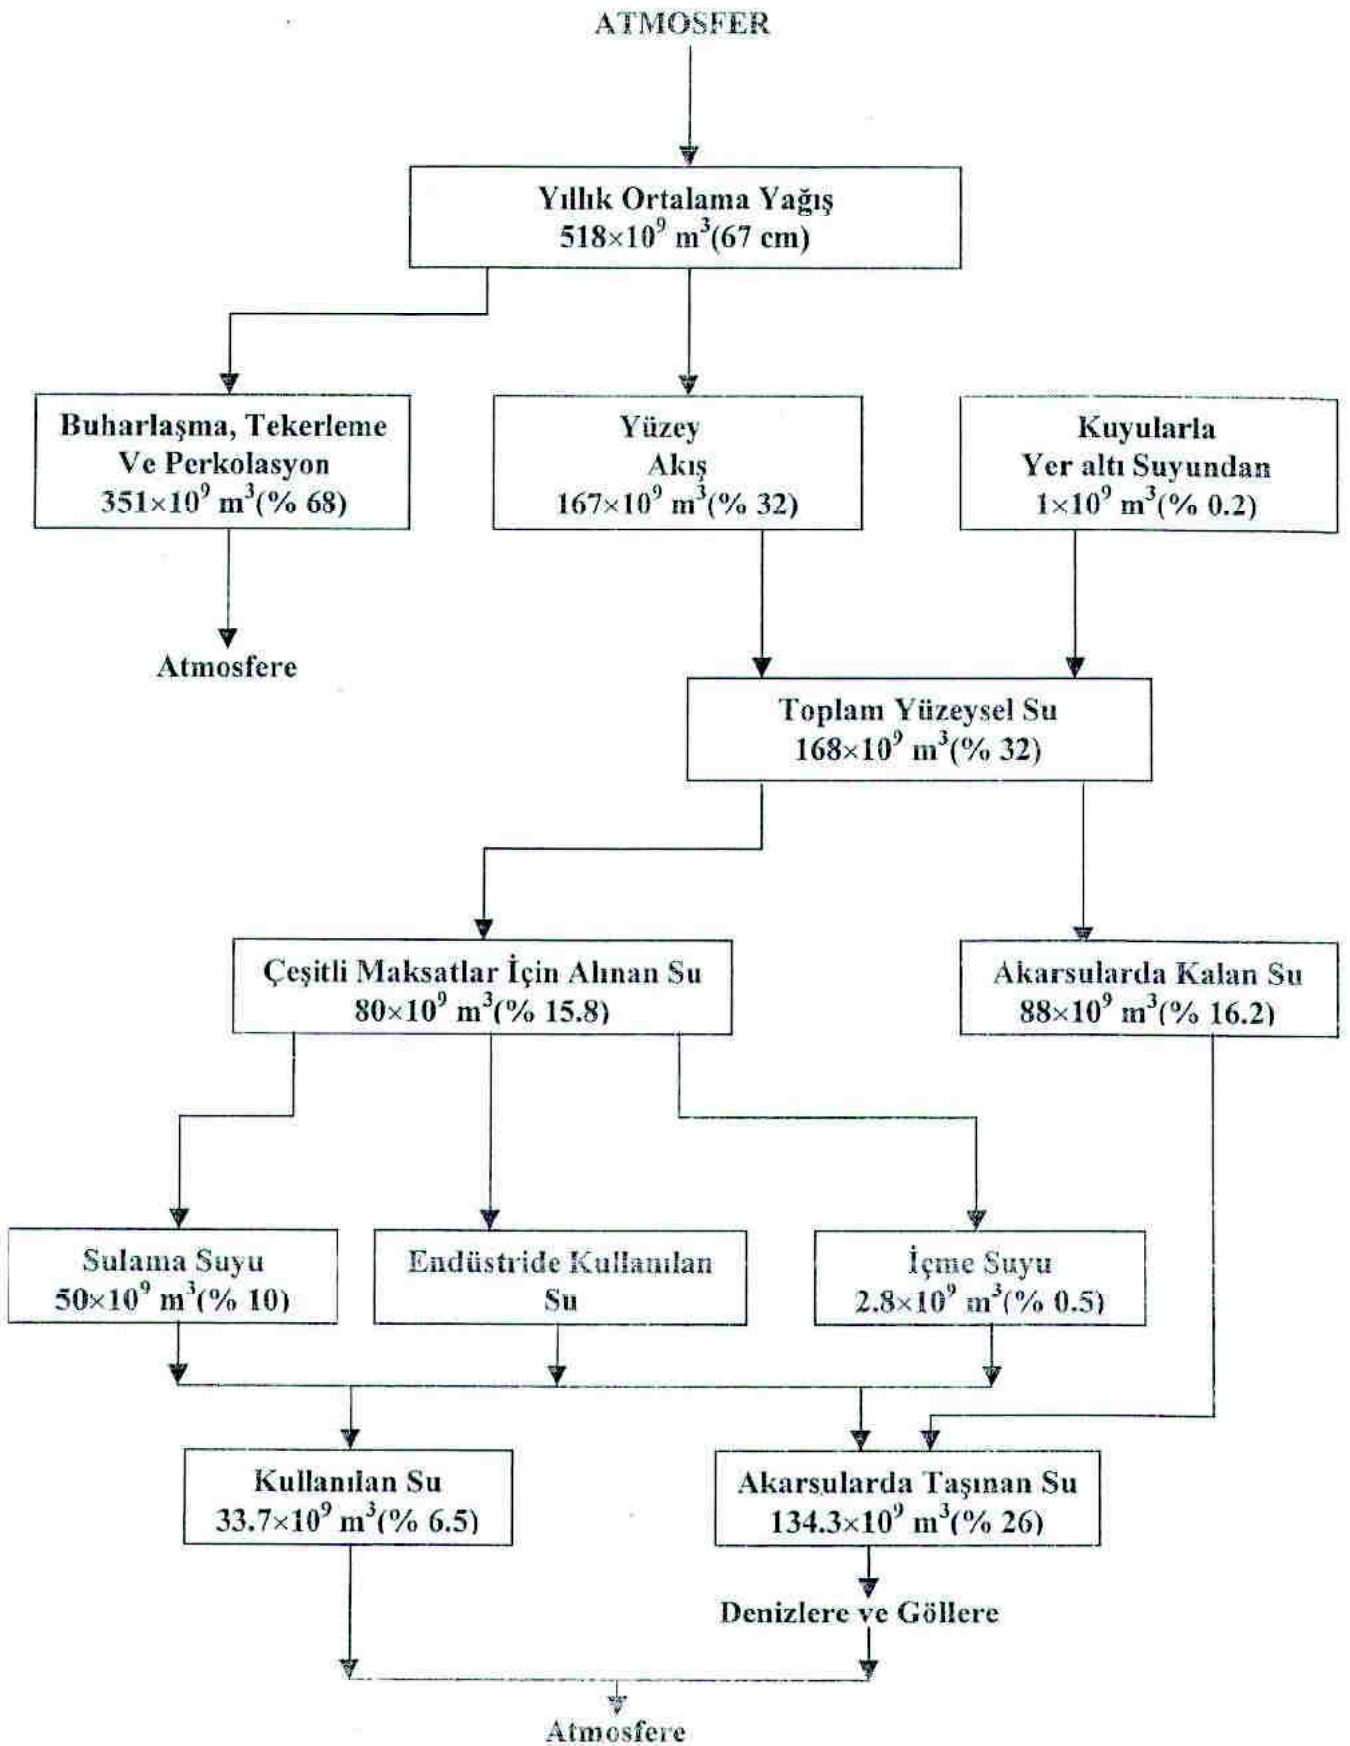 ATMOSFER
Yıllık Ortalama Yağış
518×10⁹ m³(67 cm)
Buharlaşma, Tekerleme
Ve Perkolasyon
351×10⁹ m³(% 68)
Yüzey
Akış
167×10⁹ m³(% 32)
Kuyularla
Yer altı Suyundan
1×10⁹ m³(% 0.2)
Atmosfere
Toplam Yüzeysel Su
168×10⁹ m³(% 32)
Çeşitli Maksatlar İçin Alınan Su
80×10⁹ m³(% 15.8)
Akarsularda Kalan Su
88×10⁹ m³(% 16.2)
Sulama Suyu
50×10⁹ m³(% 10)
Endüstride Kullanılan
Su
İçme Suyu
2.8×10⁹ m³(% 0.5)
Kullanılan Su
33.7×10⁹ m³(% 6.5)
Akarsularda Taşınan Su
134.3×10⁹ m³(% 26)
Denizlere ve Göllere
Atmosfere